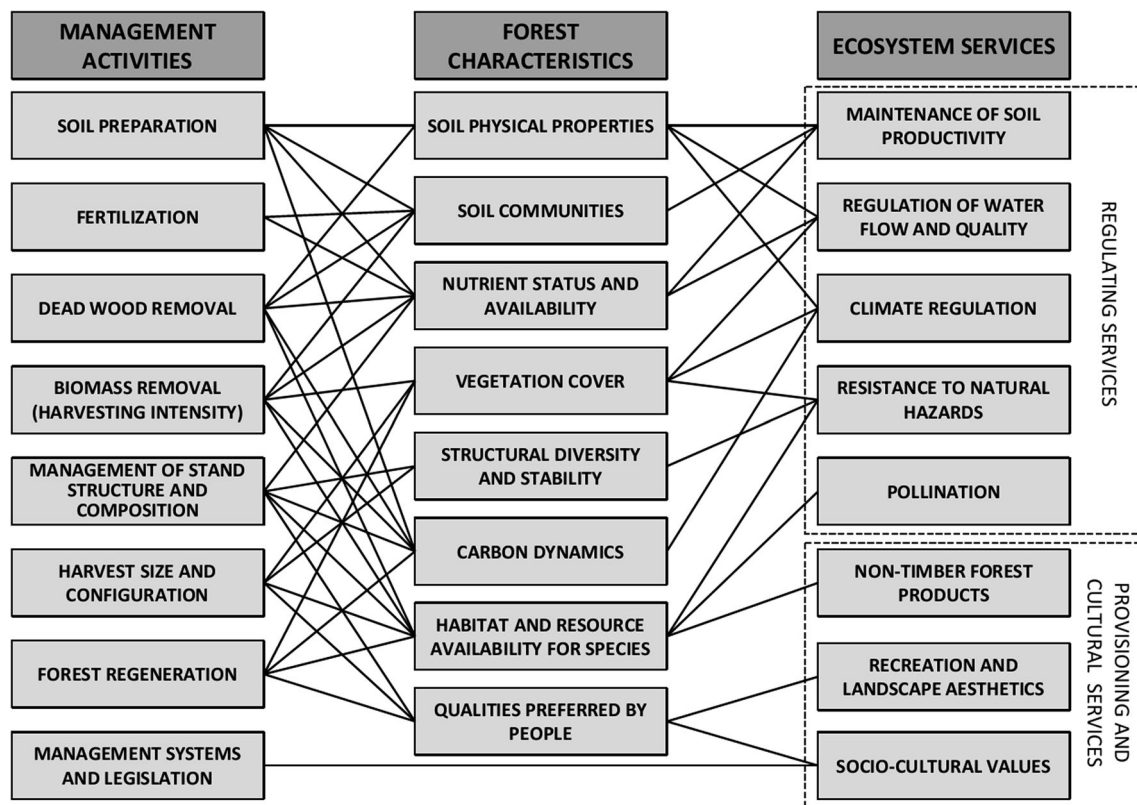 MANAGEMENT
ACTIVITIES
SOIL PREPARATION
FERTILIZATION
DEAD WOOD REMOVAL
BIOMASS REMOVAL
(HARVESTING INTENSITY)
MANAGEMENT OF STAND
STRUCTURE AND
COMPOSITION
HARVEST SIZE AND
CONFIGURATION
FOREST REGENERATION
MANAGEMENT SYSTEMS
AND LEGISLATION
FOREST
CHARACTERISTICS
SOIL PHYSICAL PROPERTIES
SOIL COMMUNITIES
NUTRIENT STATUS AND
AVAILABILITY
VEGETATION COVER
STRUCTURAL DIVERSITY
AND STABILITY
CARBON DYNAMICS
HABITAT AND RESOURCE
AVAILABILITY FOR SPECIES
QUALITIES PREFERRED BY
PEOPLE
ECOSYSTEM SERVICES
MAINTENANCE OF SOIL
PRODUCTIVITY
REGULATION OF WATER
FLOW AND QUALITY
CLIMATE REGULATION
RESISTANCE TO NATURAL
HAZARDS
POLLINATION
NON-TIMBER FOREST
PRODUCTS
RECREATION AND
LANDSCAPE AESTHETICS
SOCIO-CULTURAL VALUES
REGULATING SERVICES
PROVISIONING AND
CULTURAL SERVICES